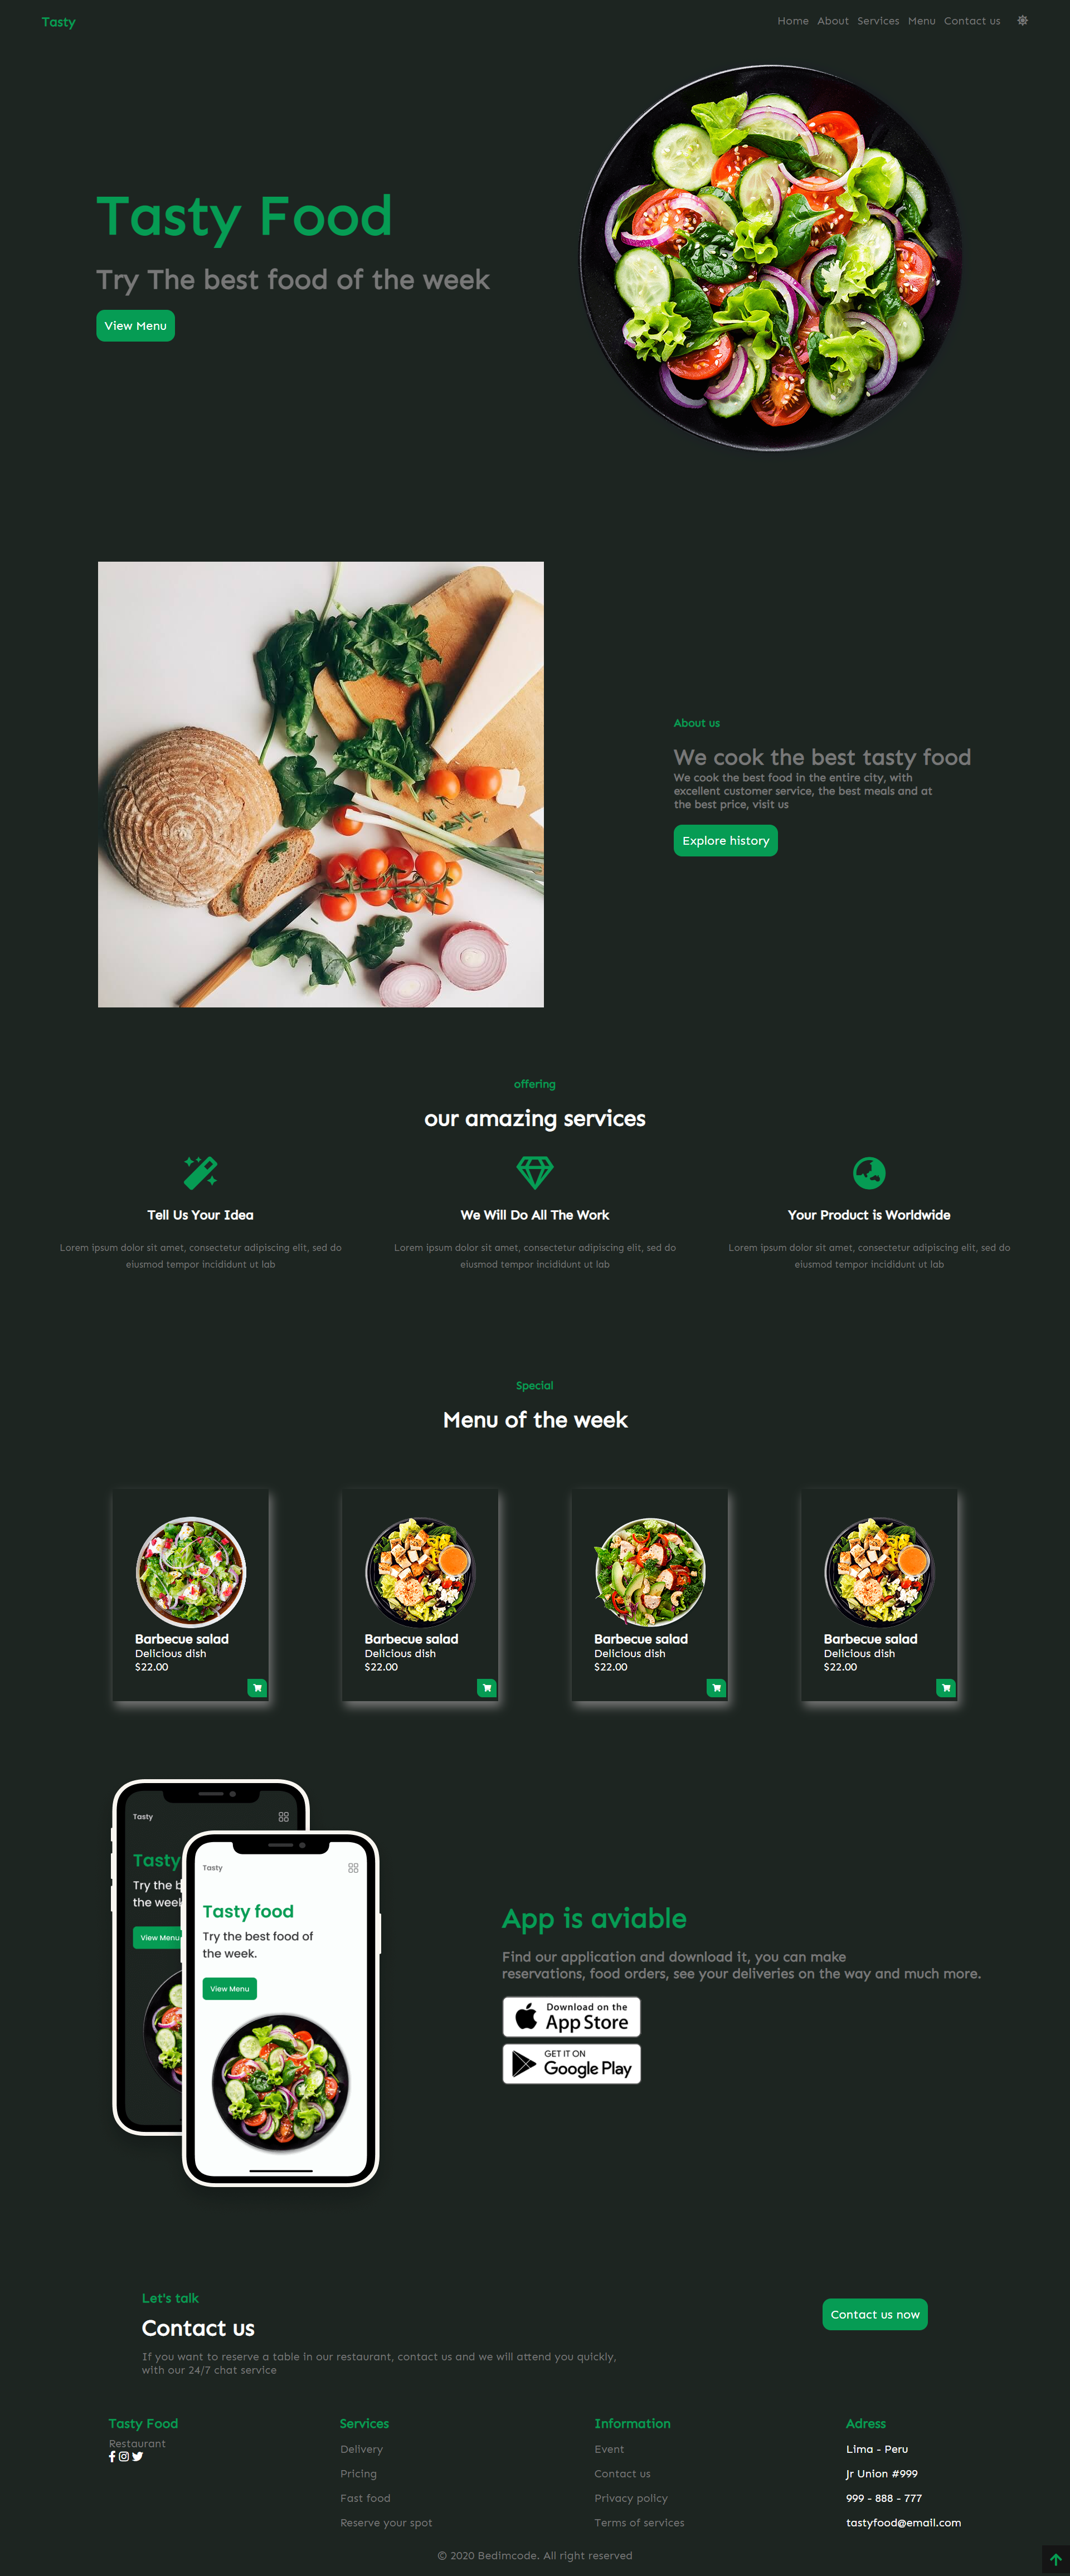 Tasty
Home About Services Menu Contact us
Tasty Food
Try The best food of the week
View Menu
About us
We cook the best tasty food
We cook the best food in the entire city, with
excellent customer service, the best meals and at
the best price, visit us
Explore history
offering
our amazing services
Tell Us Your Idea
Lorem ipsum dolor sit amet, consectetur adipiscing elit, sed do
eiusmod tempor incididunt ut lab
We Will Do All The Work
Lorem ipsum dolor sit amet, consectetur adipiscing elit, sed do
eiusmod tempor incididunt ut lab
Your Product is Worldwide
Lorem ipsum dolor sit amet, consectetur adipiscing elit, sed do
eiusmod tempor incididunt ut lab
Special
Menu of the week
Barbecue salad
Delicious dish
$22.00
Barbecue salad
Delicious dish
$22.00
Barbecue salad
Delicious dish
$22.00
Barbecue salad
Delicious dish
$22.00
Tasty
Tasty
Try the b
the week
View Menu
Tasty
Tasty food
Try the best food of
the week.
View Menu
App is aviable
Find our application and download it, you can make
reservations, food orders, see your deliveries on the way and much more.
Download on the
App Store
GET IT ON
Google Play
Let's talk
Contact us
If you want to reserve a table in our restaurant, contact us and we will attend you quickly,
with our 24/7 chat service
Contact us now
Tasty Food
Restaurant
Services
Delivery
Pricing
Fast food
Reserve your spot
Information
Event
Contact us
Privacy policy
Terms of services
Adress
Lima - Peru
Jr Union #999
999 - 888 - 777
tastyfood@email.com
© 2020 Bedimcode. All right reserved